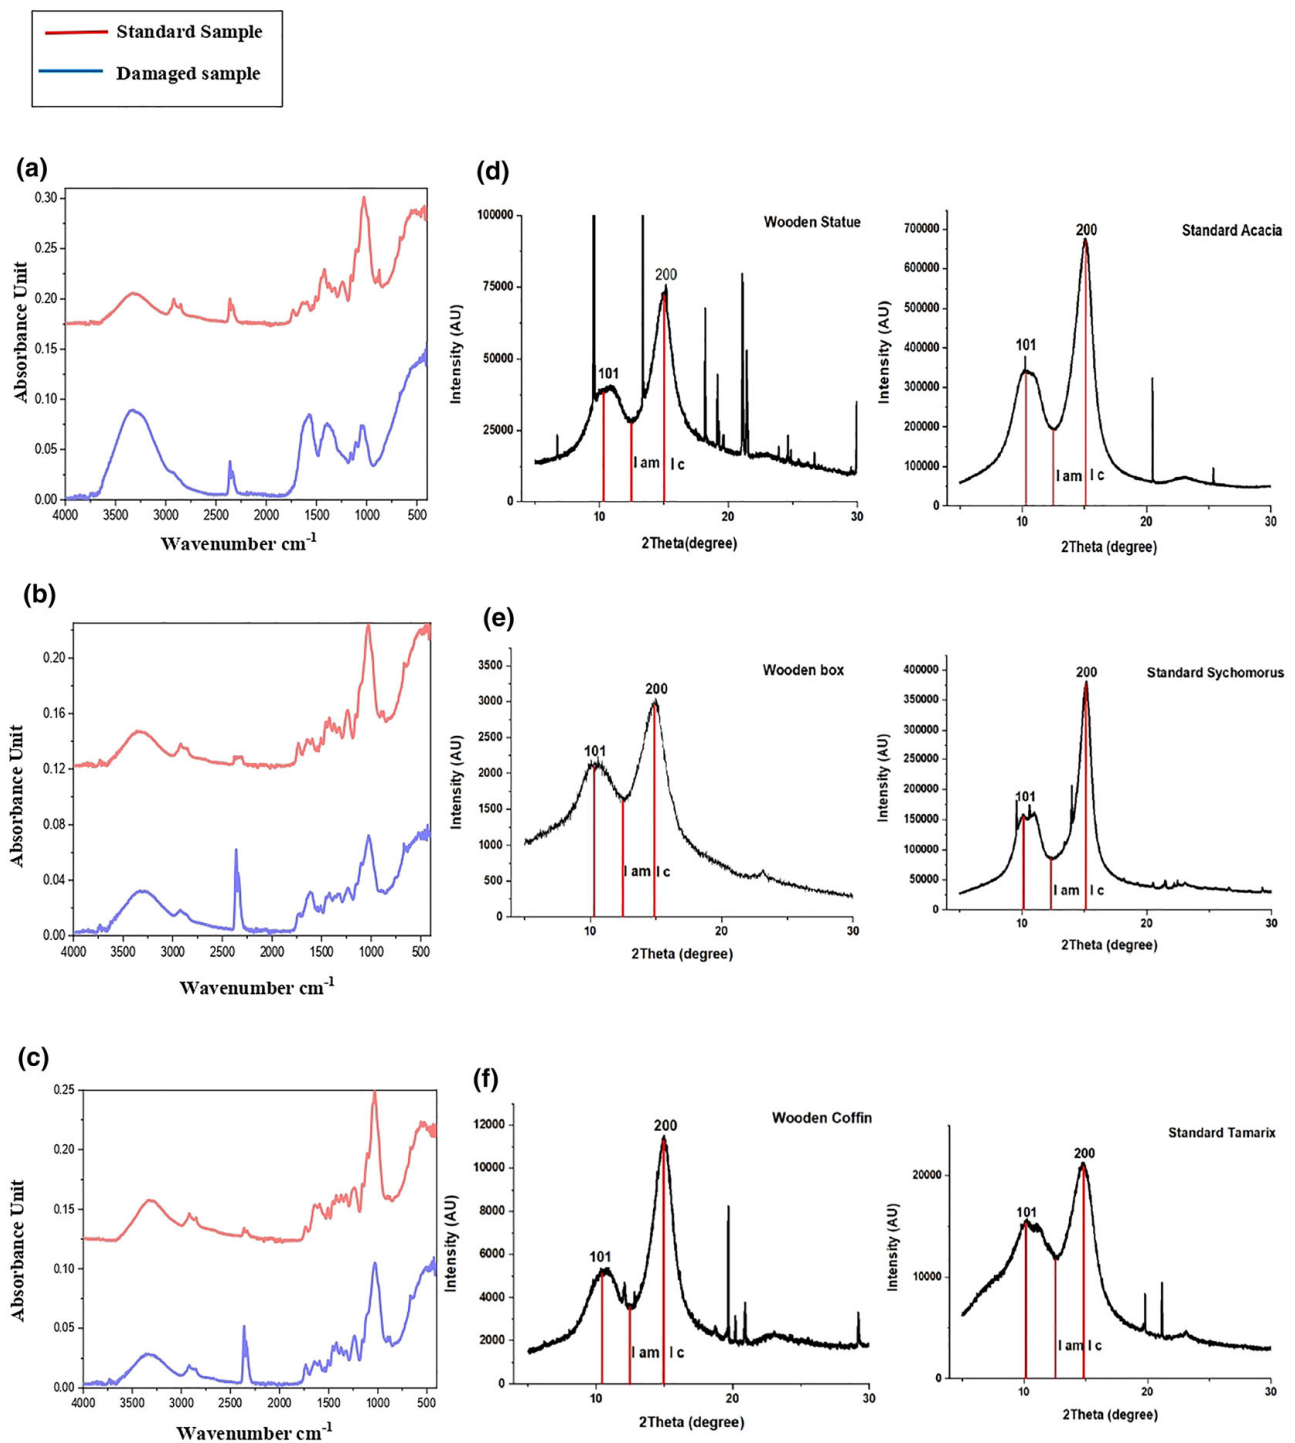 Standard Sample
Damaged sample
(a)
0.30
0.25
0.20
0.15
0.10
0.05
0.00
4000 3500 3000 2500 2000 1500 1000 500
Absorbance Unit
Wavenumber cm-1
(d)
Wooden Statue
100000
75000
50000
25000
0
10 20 30
101
200
I am I c
Intensity (AU)
2Theta(degree)
Standard Acacia
700000
600000
500000
400000
300000
200000
100000
0
10 20 30
101
200
I am I c
Intensity (AU)
2Theta (degree)
(b)
0.20
0.16
0.12
0.08
0.04
0.00
4000 3500 3000 2500 2000 1500 1000 500
Absorbance Unit
Wavenumber cm-1
(e)
Wooden box
3500
3000
2500
2000
1500
1000
500
0
10 20 30
101
200
I am I c
Intensity (AU)
2Theta (degree)
Standard Sychomorus
400000
350000
300000
250000
200000
150000
100000
50000
0
10 20 30
101
200
I am I c
Intensity (AU)
2Theta (degree)
(c)
0.25
0.20
0.15
0.10
0.05
0.00
4000 3500 3000 2500 2000 1500 1000 500
Absorbance Unit
Wavenumber cm-1
(f)
Wooden Coffin
12000
10000
8000
6000
4000
2000
0
10 20 30
101
200
I am I c
Intensity (AU)
2Theta (degree)
Standard Tamarix
20000
10000
0
10 20 30
101
200
I am I c
Intensity (AU)
2Theta (degree)